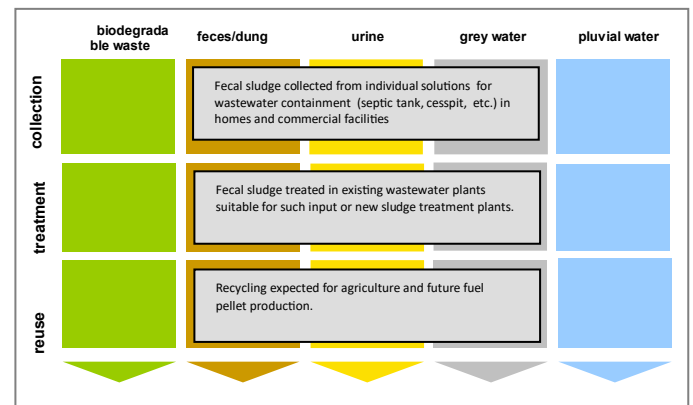 biodegrada
ble waste
feces/dung
urine
grey water
pluvial water
collection
Fecal sludge collected from individual solutions for
wastewater containment (septic tank, cesspit, etc.) in
homes and commercial facilities
treatment
Fecal sludge treated in existing wastewater plants
suitable for such input or new sludge treatment plants.
reuse
Recycling expected for agriculture and future fuel
pellet production.